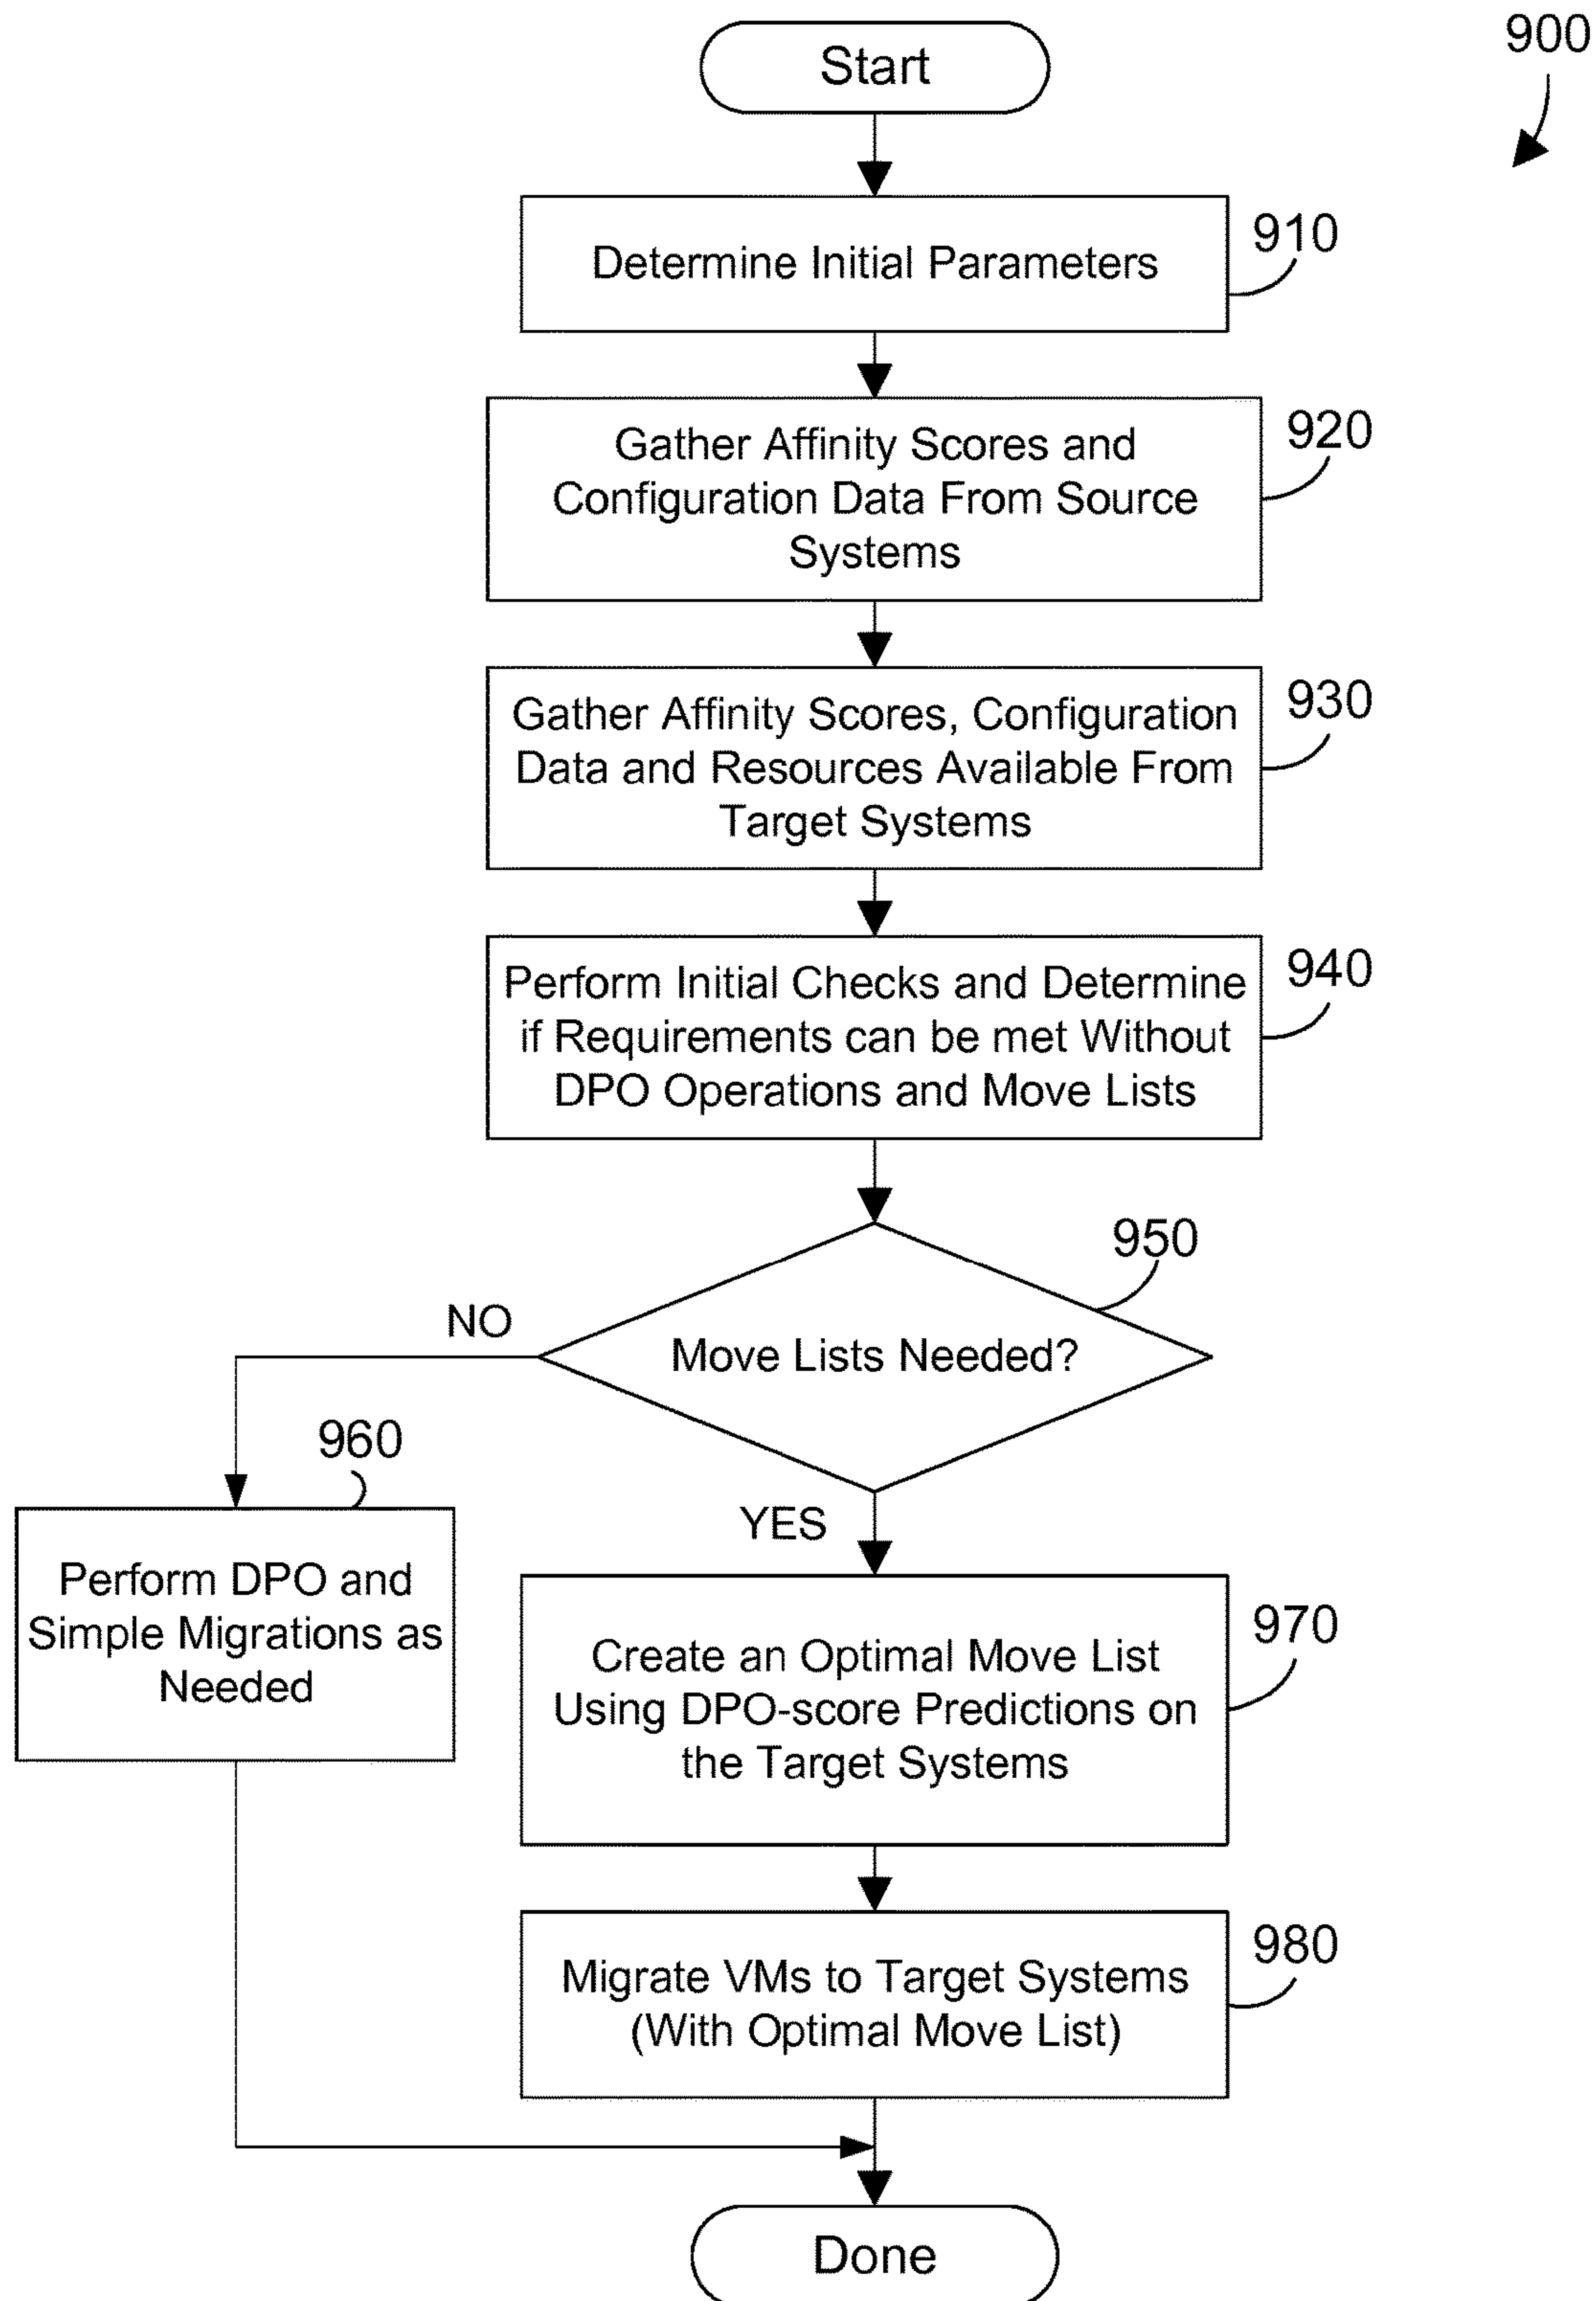 900
Start
Determine Initial Parameters
910
Gather Affinity Scores and
Configuration Data From Source
Systems
920
Gather Affinity Scores, Configuration
Data and Resources Available From
Target Systems
930
Perform Initial Checks and Determine
if Requirements can be met Without
DPO Operations and Move Lists
940
950
Move Lists Needed?
NO
YES
960
Perform DPO and
Simple Migrations as
Needed
Create an Optimal Move List
Using DPO-score Predictions on
the Target Systems
970
Migrate VMs to Target Systems
(With Optimal Move List)
980
Done